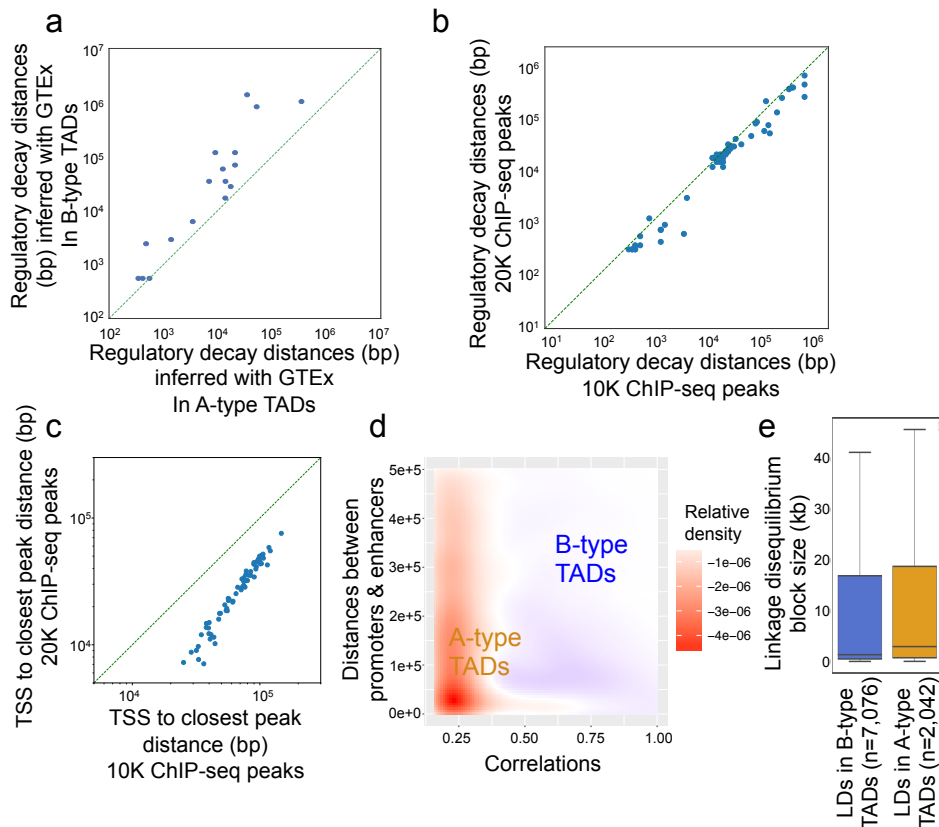 a
Regulatory decay distances
(bp) inferred with GTEx
In B-type TADs
10^7
10^6
10^5
10^4
10^3
10^2
10^2 10^3 10^4 10^5 10^6 10^7
Regulatory decay distances (bp)
inferred with GTEx
In A-type TADs
b
Regulatory decay distances (bp)
20K ChIP-seq peaks
10^6
10^5
10^4
10^3
10^2
10^1
10^1 10^2 10^3 10^4 10^5 10^6
Regulatory decay distances (bp)
10K ChIP-seq peaks
c
TSS to closest peak distance (bp)
20K ChIP-seq peaks
10^5
10^4
10^4 10^5
TSS to closest peak
distance (bp)
10K ChIP-seq peaks
d
Distances between
promoters & enhancers
5e+5
4e+5
3e+5
2e+5
1e+5
0e+0
B-type
TADs
A-type
TADs
0.25 0.50 0.75 1.00
Correlations
Relative
density
-1e-06
-2e-06
-3e-06
-4e-06
e
Linkage disequilibrium
block size (kb)
40
30
20
10
0
LDs in B-type
TADs (n=7,076)
LDs in A-type
TADs (n=2,042)